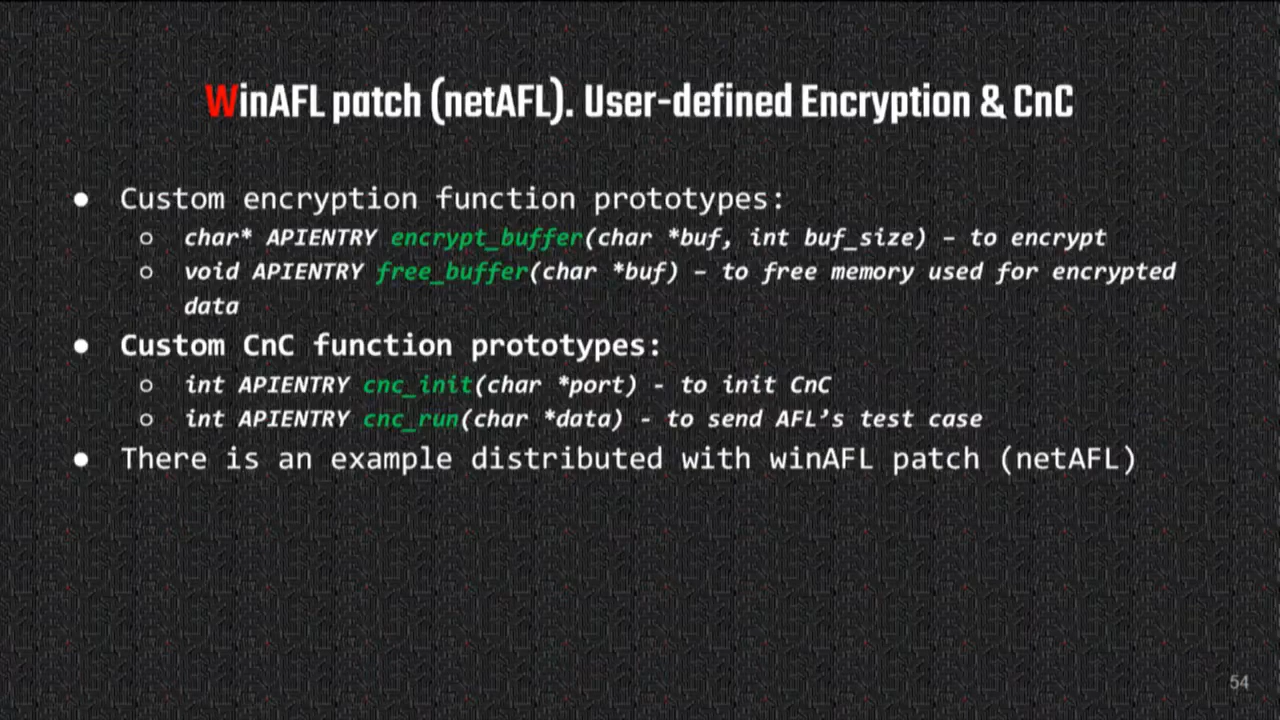 WinAFL patch (netAFL). User-defined Encryption & CnC
● Custom encryption function prototypes:
○ char* APIENTRY encrypt_buffer(char *buf, int buf_size) – to encrypt
○ void APIENTRY free_buffer(char *buf) – to free memory used for encrypted
data
● Custom CnC function prototypes:
○ int APIENTRY cnc_init(char *port) - to init CnC
○ int APIENTRY cnc_run(char *data) - to send AFL’s test case
● There is an example distributed with winAFL patch (netAFL)
54